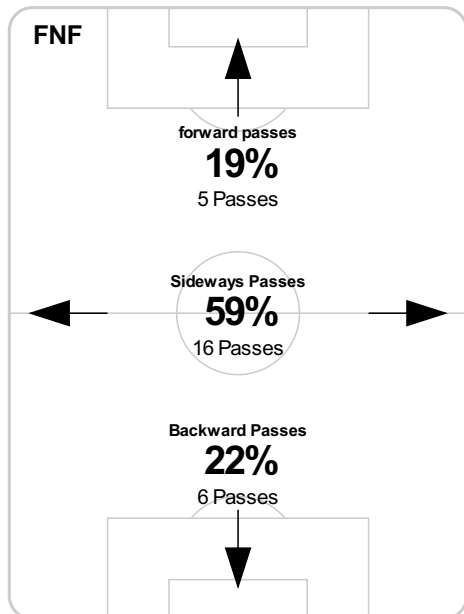 FNF
forward passes
19%
5 Passes
Sideways Passes
59%
16 Passes
Backward Passes
22%
6 Passes